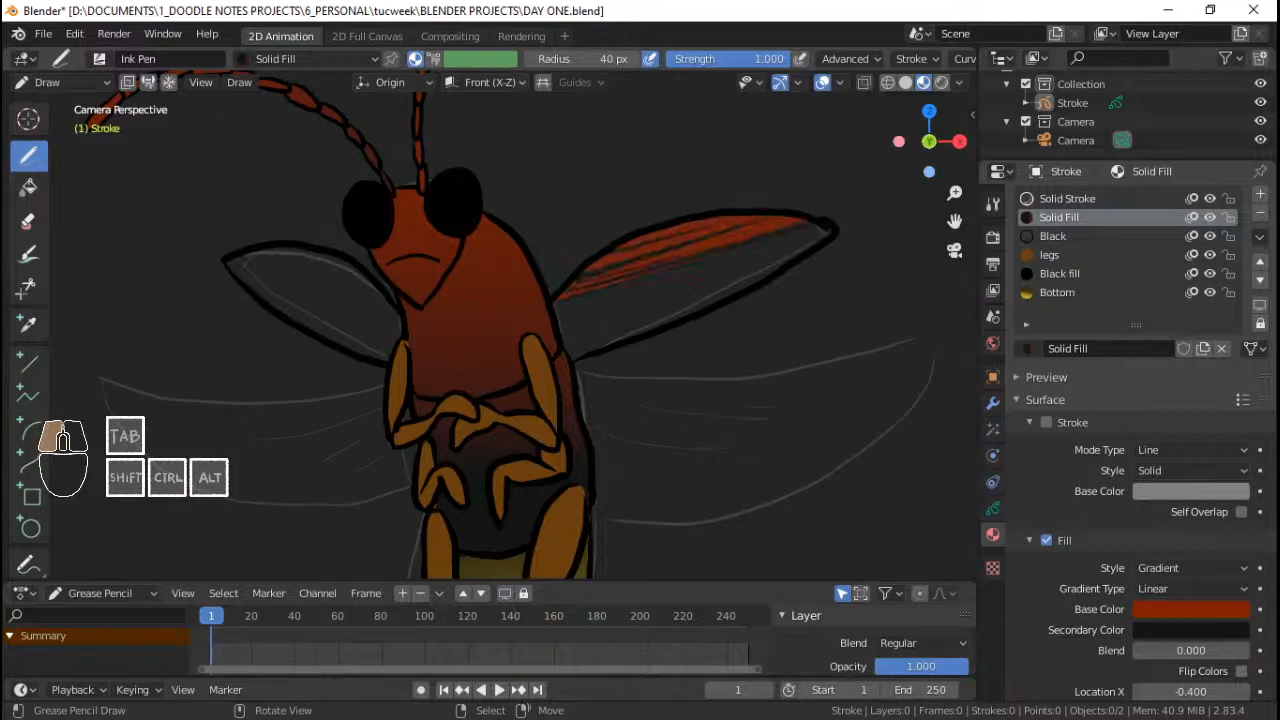 Blender* [D:\DOCUMENTS\1_DOODLE NOTES PROJECTS\6_PERSONAL\tucweek\BLENDER PROJECTS\DAY ONE.blend]
File Edit Render Window Help 2D Animation 2D Full Canvas Compositing Rendering Scene View Layer
Ink Pen Solid Fill Radius 40 px Strength 1.000 Advanced Stroke Curv
Draw View Draw Origin Front (X-Z) Guides
Camera Perspective
(1) Stroke
Z
Y
X
Collection
Stroke
Camera
Camera
Stroke Solid Fill
Solid Stroke
Solid Fill
Black
legs
Black fill
Bottom
Solid Fill
Preview
Surface
Stroke
Mode Type Line
Style Solid
Base Color
Self Overlap
Fill
Style Gradient
Gradient Type Linear
Base Color
Secondary Color
Blend 0.000
Flip Colors
Location X -0.400
TAB
SHiFT CTRL ALT
Grease Pencil View Select Marker Channel Frame
1 20 40 60 80 100 120 140 160 180 200 220 240
Summary
Layer
Blend Regular
Opacity 1.000
Playback Keying View Marker 1 Start 1 End 250
Grease Pencil Draw Rotate View Select Move Stroke | Layers:0 | Frames:0 | Strokes:0 | Points:0 | Objects:0/2 | Mem: 40.9 MiB | 2.83.4